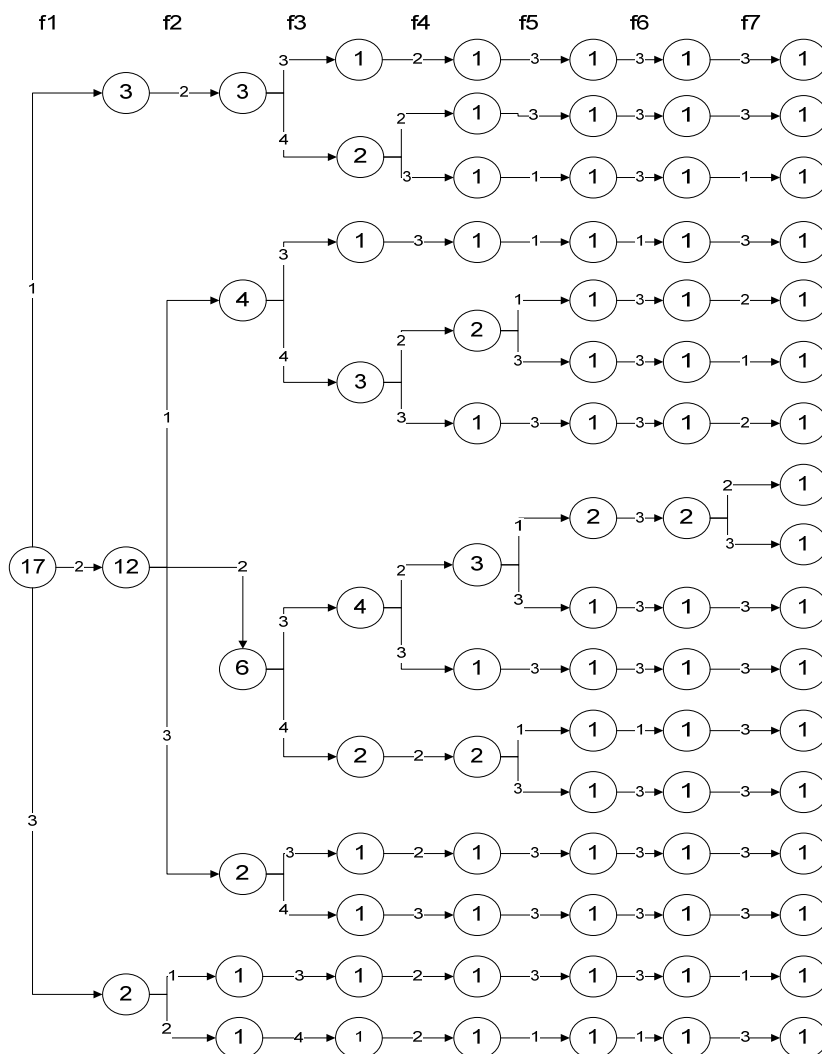 f1 f2 f3 f4 f5 f6 f7
3 1 2 1 3 1 3 1 3 1
3 2 3
2 1 3 1 3 1 3 1
4
2
3 1 1 1 3 1 1 1
1 3 1 1 1 1 1 3 1
3
1
4 1 1 3 1 2 1
2 2
4 3 1 3 1 1 1
3
1 3 1 3 1 3 1 2 1
2 1
1 2 3 2
3 1
17 2 12 2 2 3
3 4 3 1 3 1 3 1
3
6 1 3 1 3 1 3 1
3 4 1 1 1 1 3 1
2 2 2
3 1 3 1 3 1
3
3 1 2 1 3 1 3 1 3 1
2
4 1 3 1 3 1 3 1 3 1
1 1 3 1 2 1 3 1 3 1 1 1
2
2 1 4 1 2 1 1 1 1 1 3 1